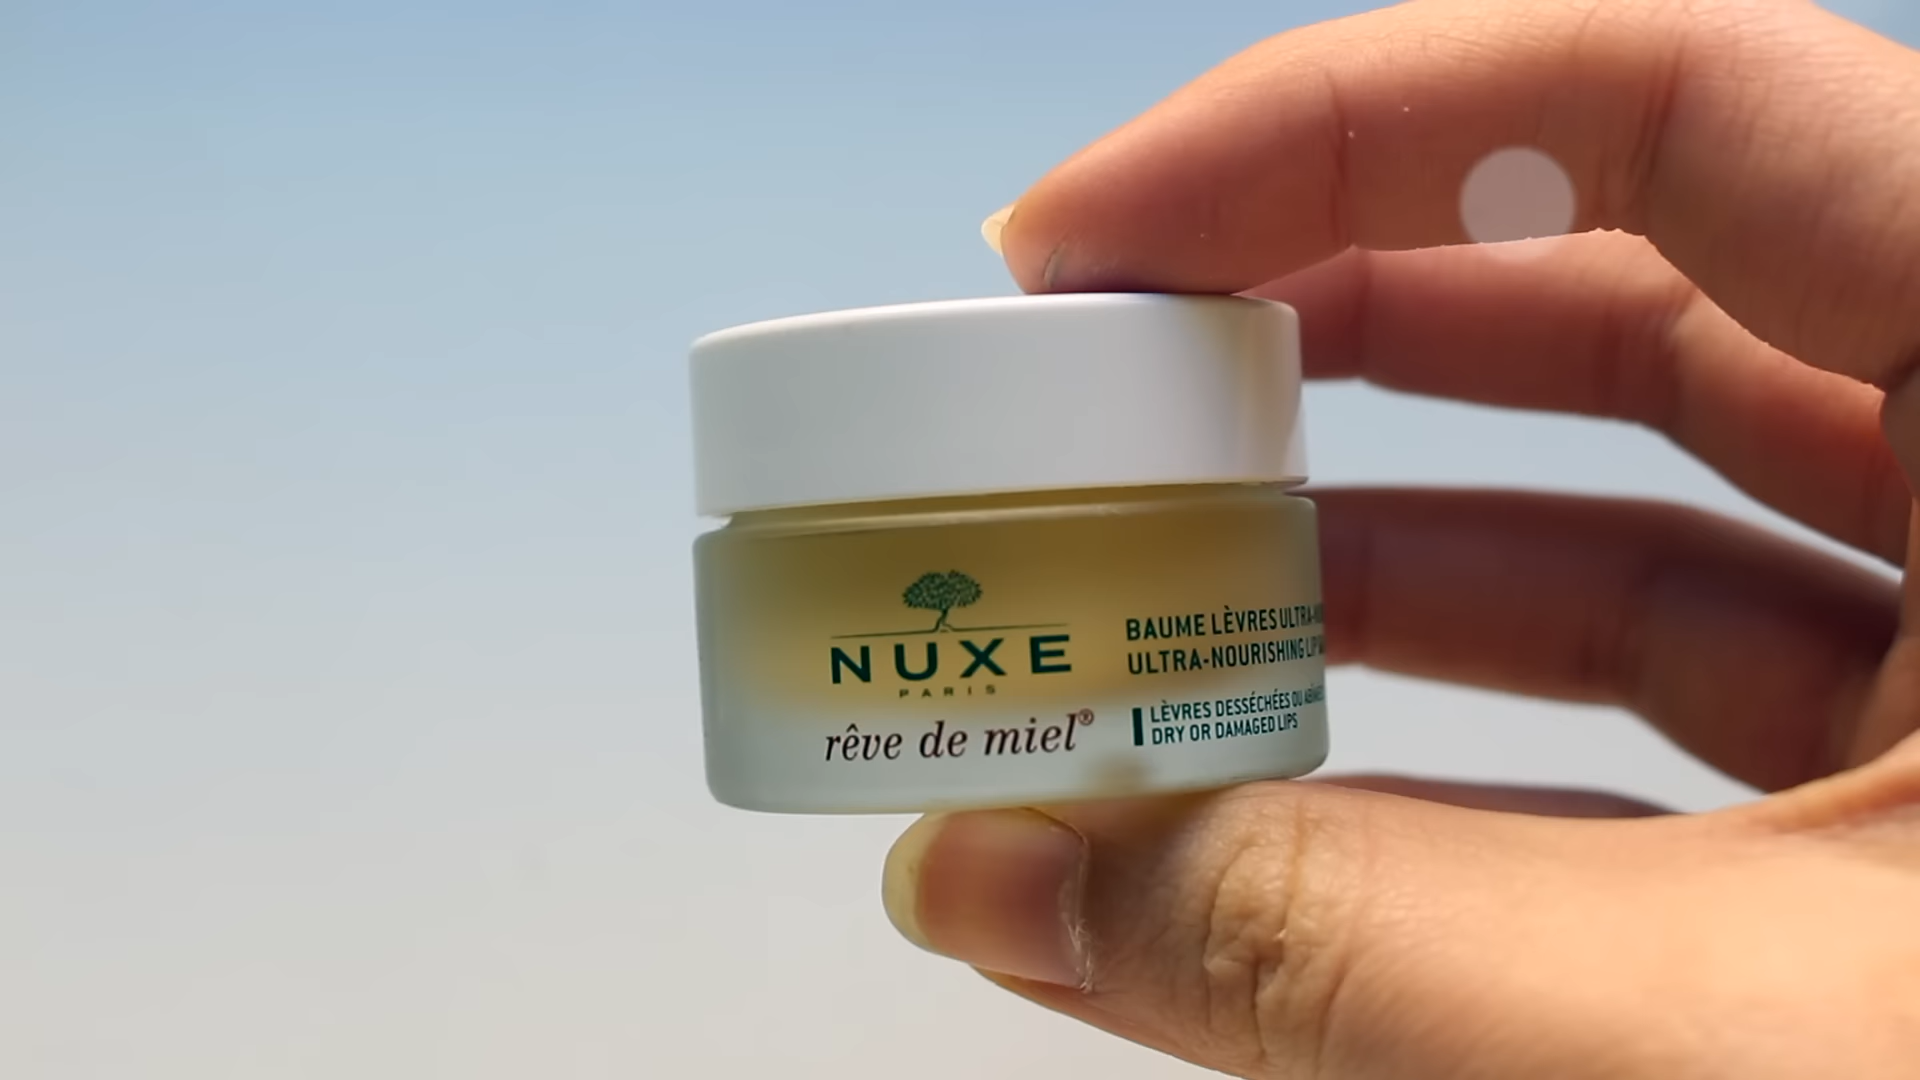 NUXE
PARIS
rêve de miel®
BAUME LÈVRES ULTRA-
ULTRA-NOURISHING LIP
LÈVRES DESSÉCHÉES OU
DRY OR DAMAGED LIPS